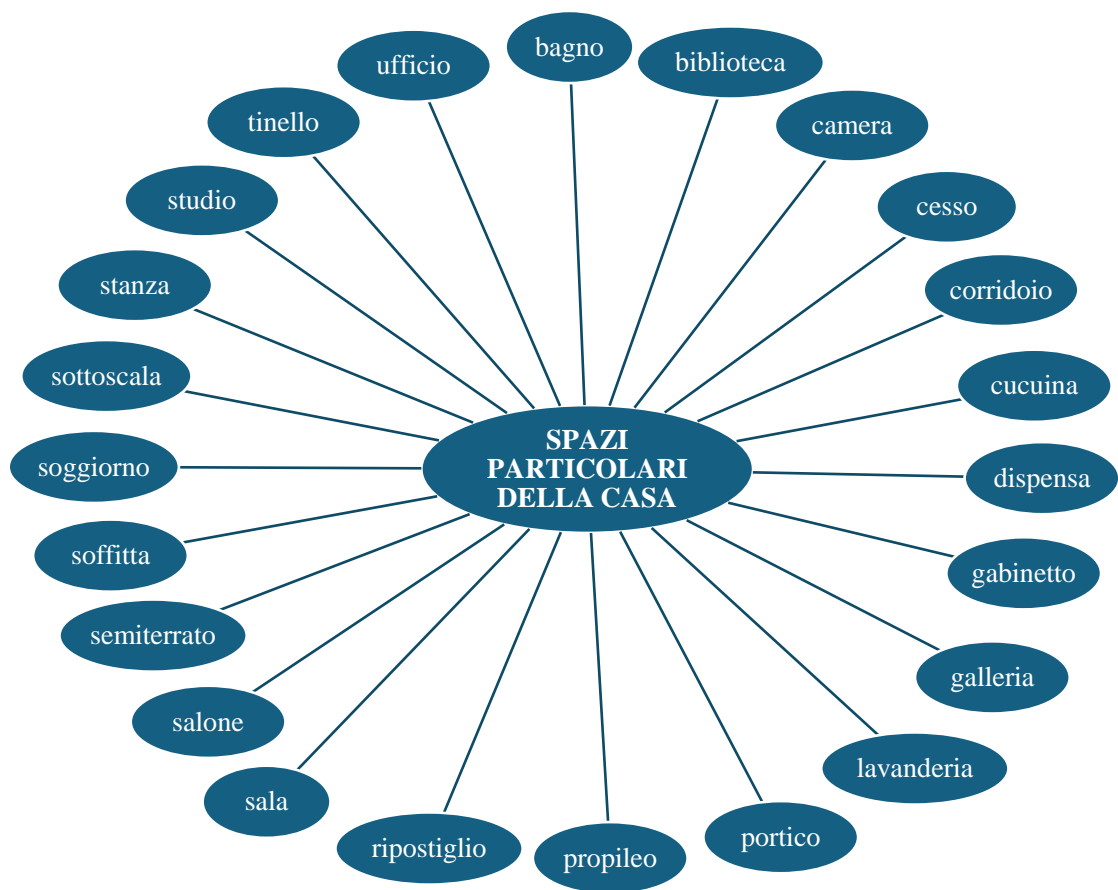 bagno
biblioteca
camera
cesso
corridoio
cucuina
dispensa
gabinetto
galleria
lavanderia
portico
propileo
ripostiglio
sala
salone
semiterrato
soffitta
soggiorno
sottoscala
stanza
studio
tinello
ufficio
SPAZI
PARTICOLARI
DELLA CASA